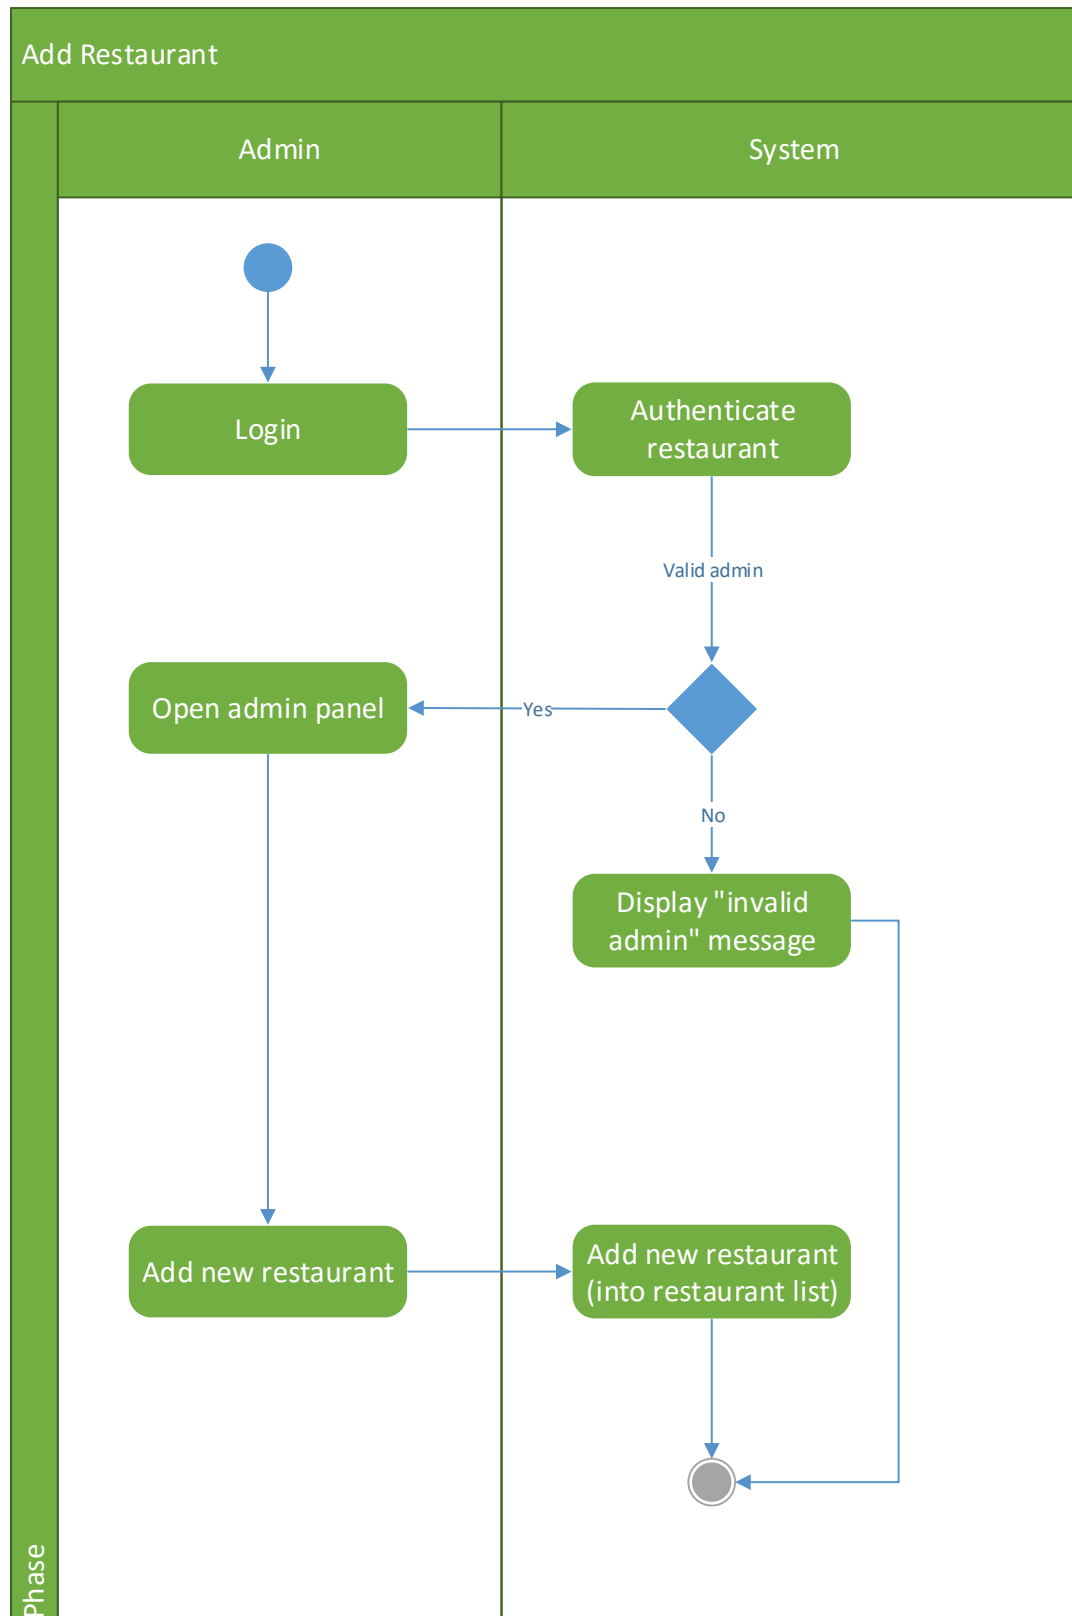 Add Restaurant
Admin
System
Login
Authenticate
restaurant
Valid admin
Open admin panel
Yes
No
Display "invalid
admin" message
Add new restaurant
Add new restaurant
(into restaurant list)
Phase